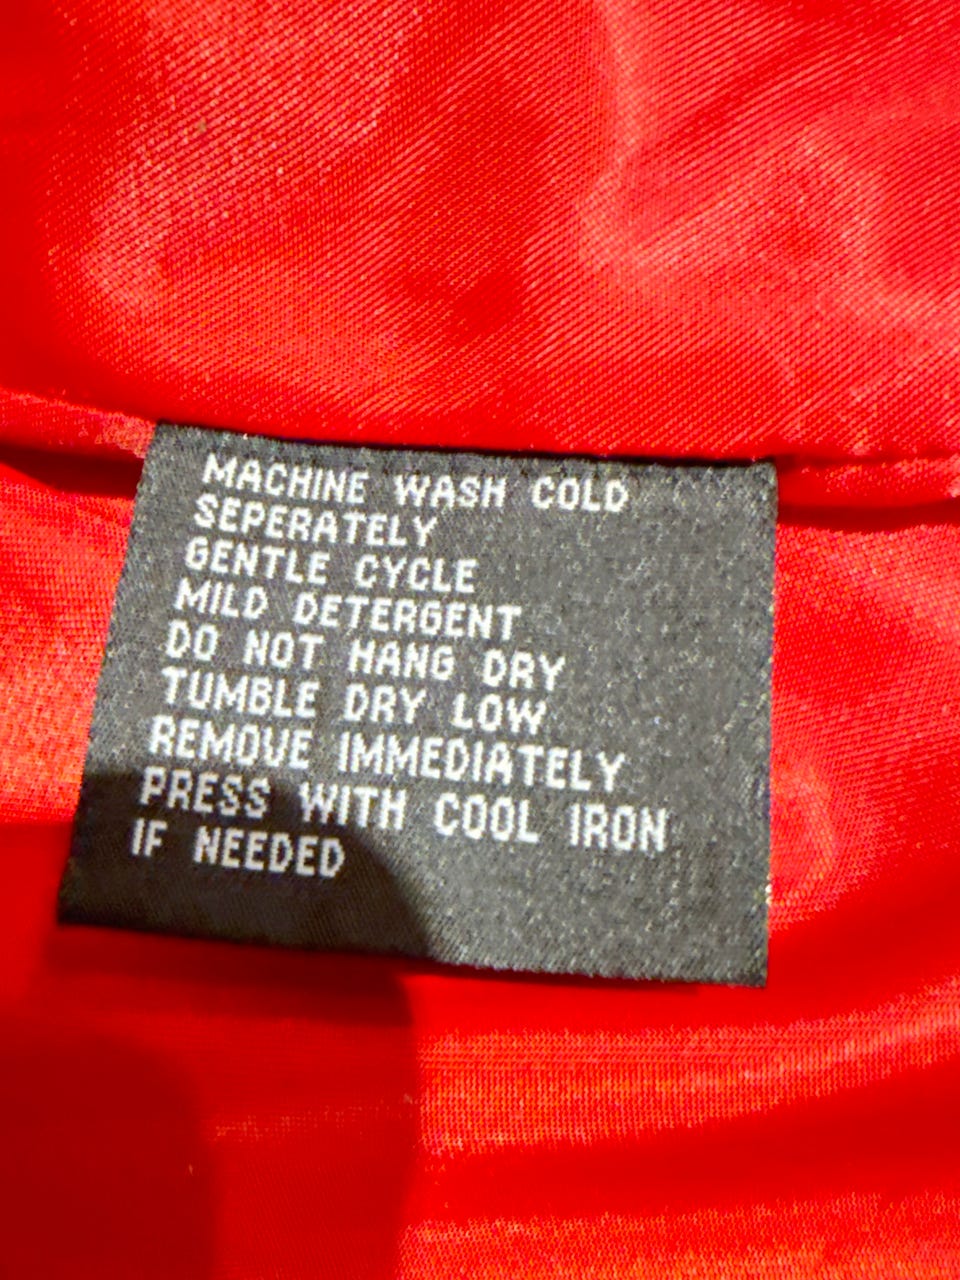 MACHINE WASH COLD
SEPERATELY
GENTLE CYCLE
MILD DETERGENT
DO NOT HANG DRY
TUMBLE DRY LOW
REMOVE IMMEDIATELY
PRESS WITH COOL IRON
IF NEEDED